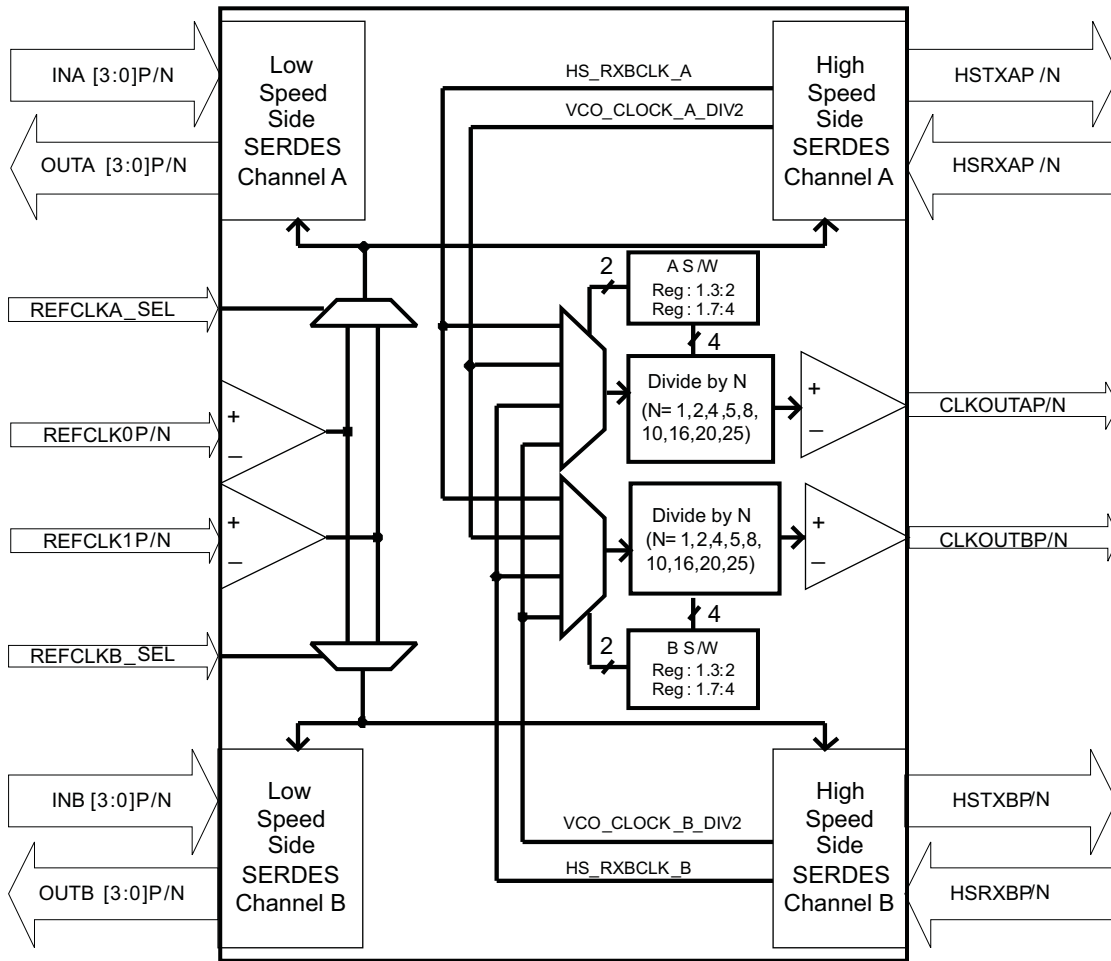 INA [3:0]P/N
OUTA [3:0]P/N
Low
Speed
Side
SERDES
Channel A
HS_RXBCLK_A
VCO_CLOCK_A_DIV2
High
Speed
Side
SERDES
Channel A
HSTXAP/N
HSRXAP/N
REFCLKA_SEL
2
A S/W
Reg: 1.3:2
Reg: 1.7:4
4
REFCLK0P/N
+
−
Divide by N
(N= 1,2,4,5,8,
10,16,20,25)
+
−
CLKOUTAP/N
REFCLK1P/N
+
−
Divide by N
(N= 1,2,4,5,8,
10,16,20,25)
+
−
CLKOUTBP/N
4
REFCLKB_SEL
2
B S/W
Reg: 1.3:2
Reg: 1.7:4
INB [3:0]P/N
OUTB [3:0]P/N
Low
Speed
Side
SERDES
Channel B
VCO_CLOCK_B_DIV2
HS_RXBCLK_B
High
Speed
Side
SERDES
Channel B
HSTXBP/N
HSRXBP/N